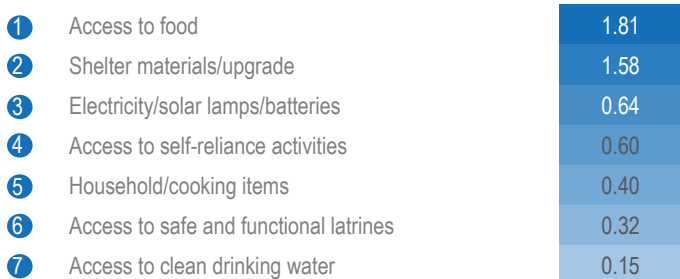 1 Access to food 1.81
2 Shelter materials/upgrade 1.58
3 Electricity/solar lamps/batteries 0.64
4 Access to self-reliance activities 0.60
5 Household/cooking items 0.40
6 Access to safe and functional latrines 0.32
7 Access to clean drinking water 0.15